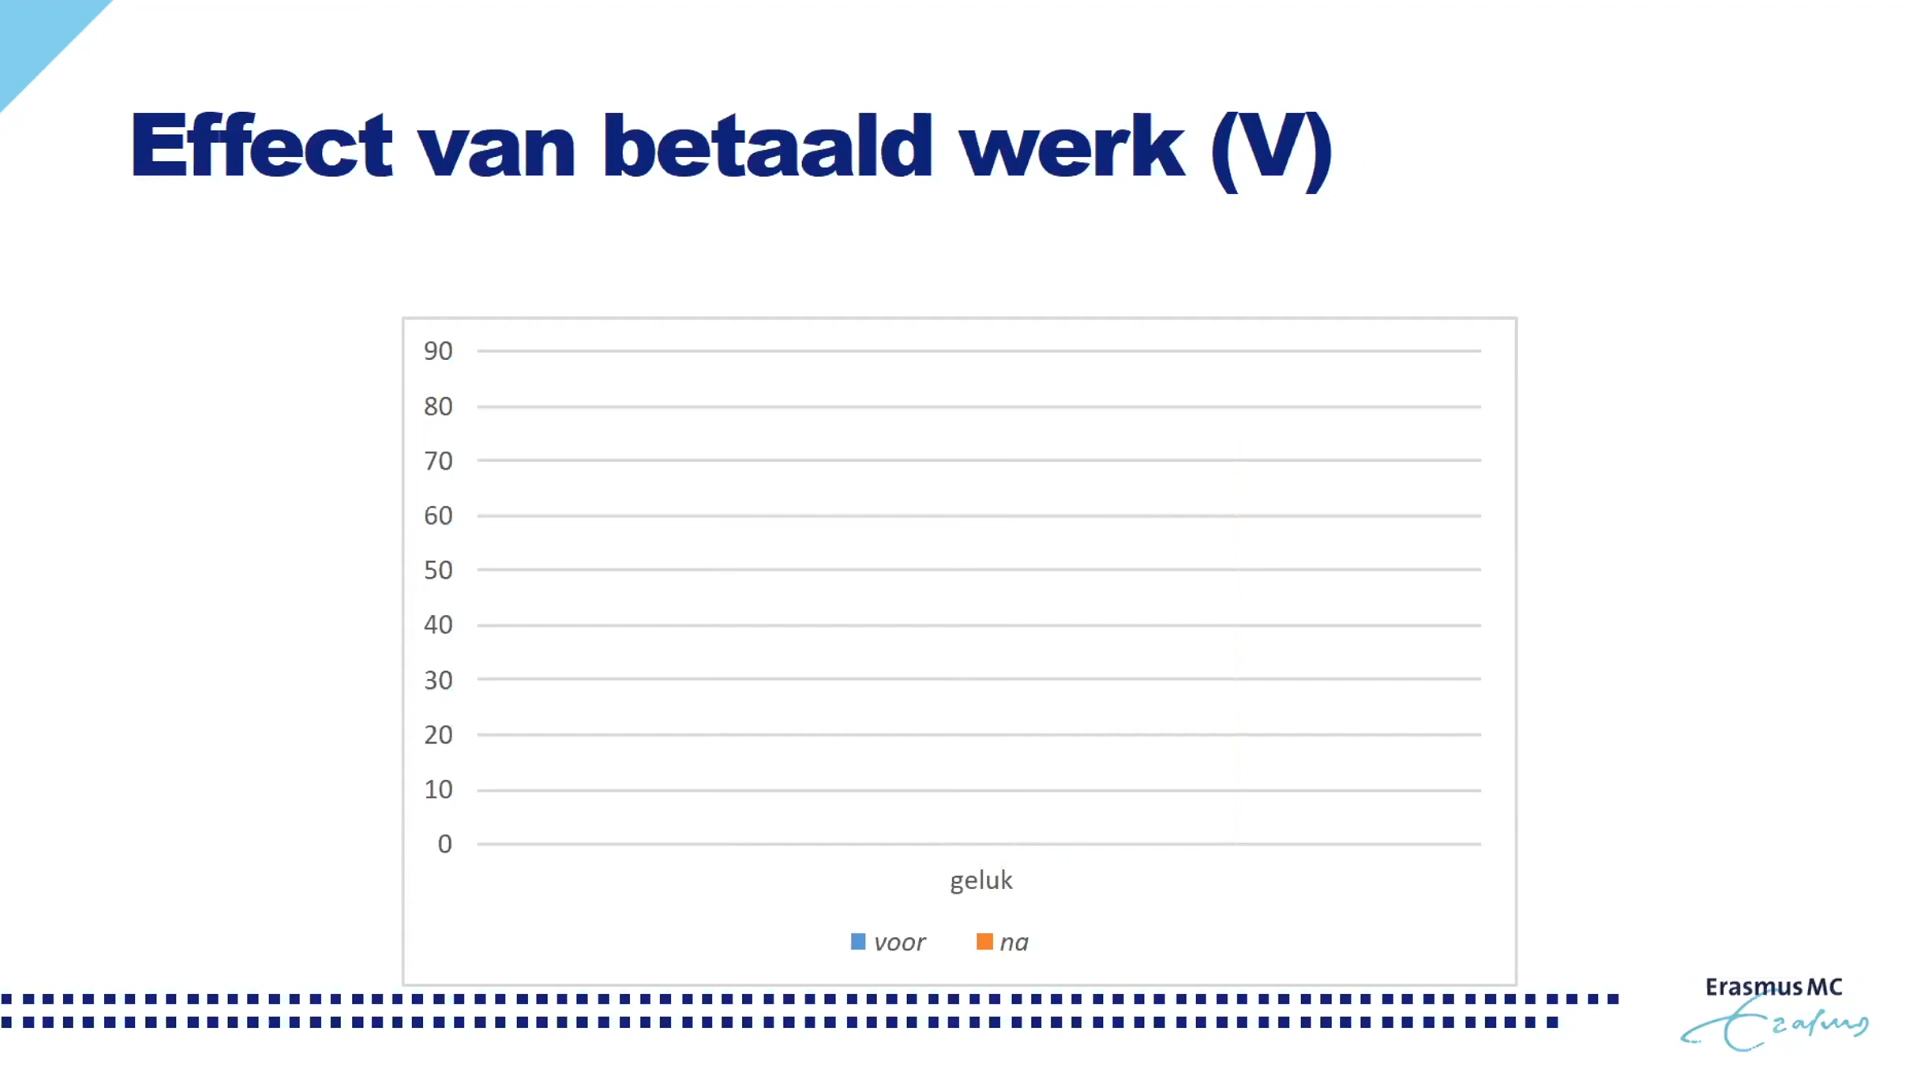 Effect van betaald werk (V)
90
80
70
60
50
40
30
20
10
0
geluk
voor na
Erasmus MC
Erasmus